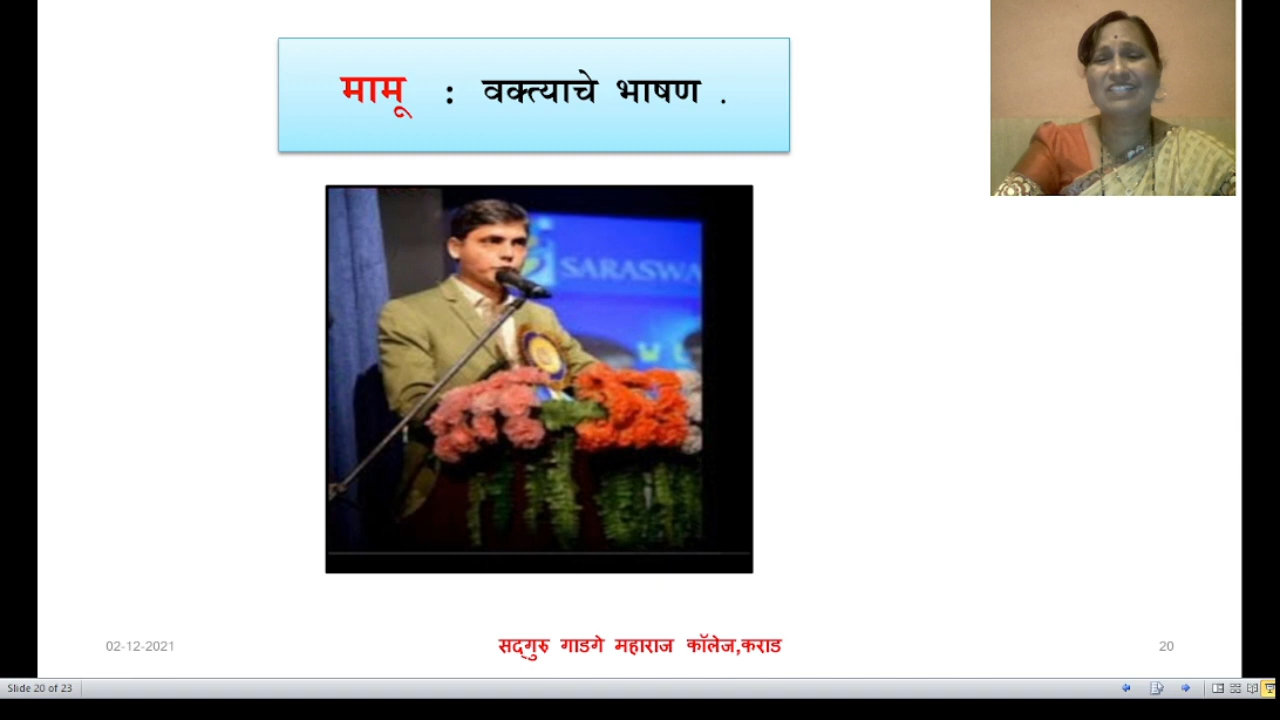 मामू : वक्त्याचे भाषण .
SARASWA
02-12-2021
सद्गुरु गाडगे महाराज कॉलेज,कराड
20
Slide 20 of 23